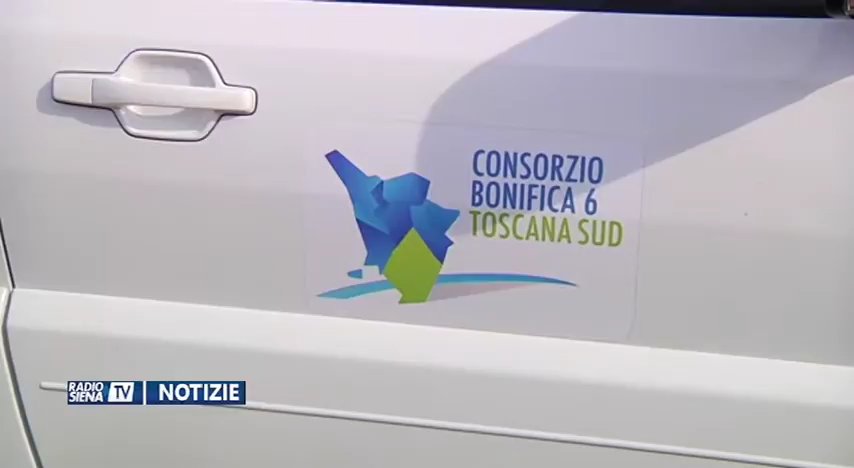 CONSORZIO
BONIFICA 6
TOSCANA SUD
RADIO
SIENA TV
NOTIZIE